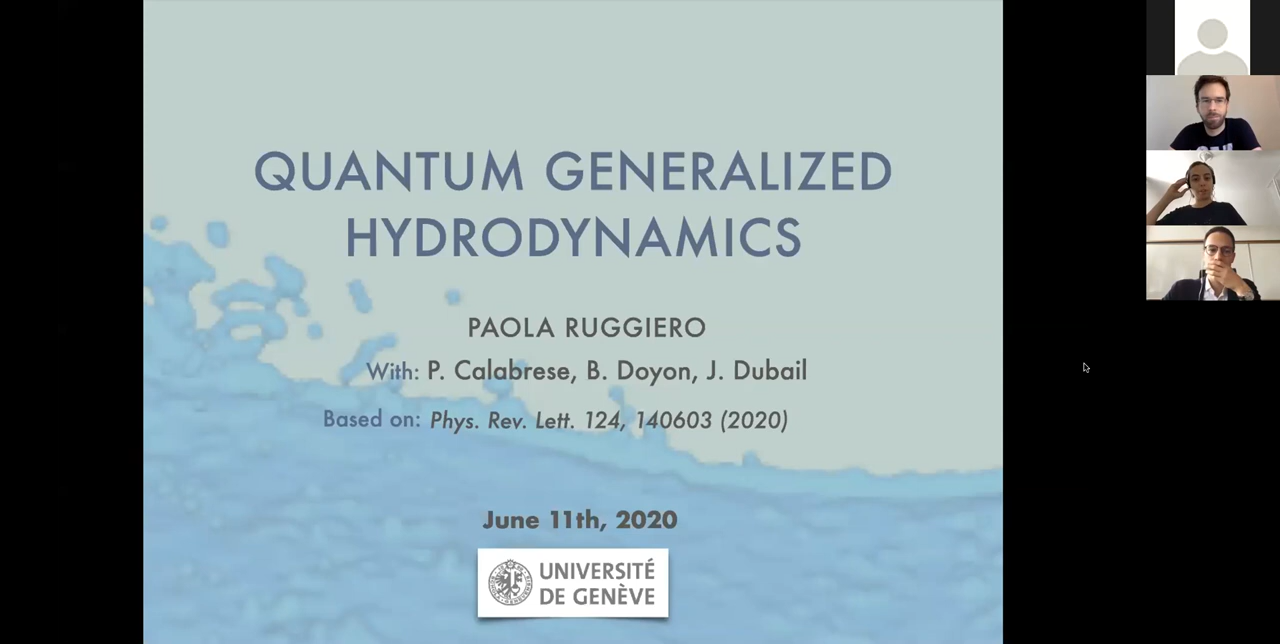 QUANTUM GENERALIZED
HYDRODYNAMICS
PAOLA RUGGIERO
With: P. Calabrese, B. Doyon, J. Dubail
Based on: Phys. Rev. Lett. 124, 140603 (2020)
June 11th, 2020
UNIVERSITÉ
DE GENÈVE